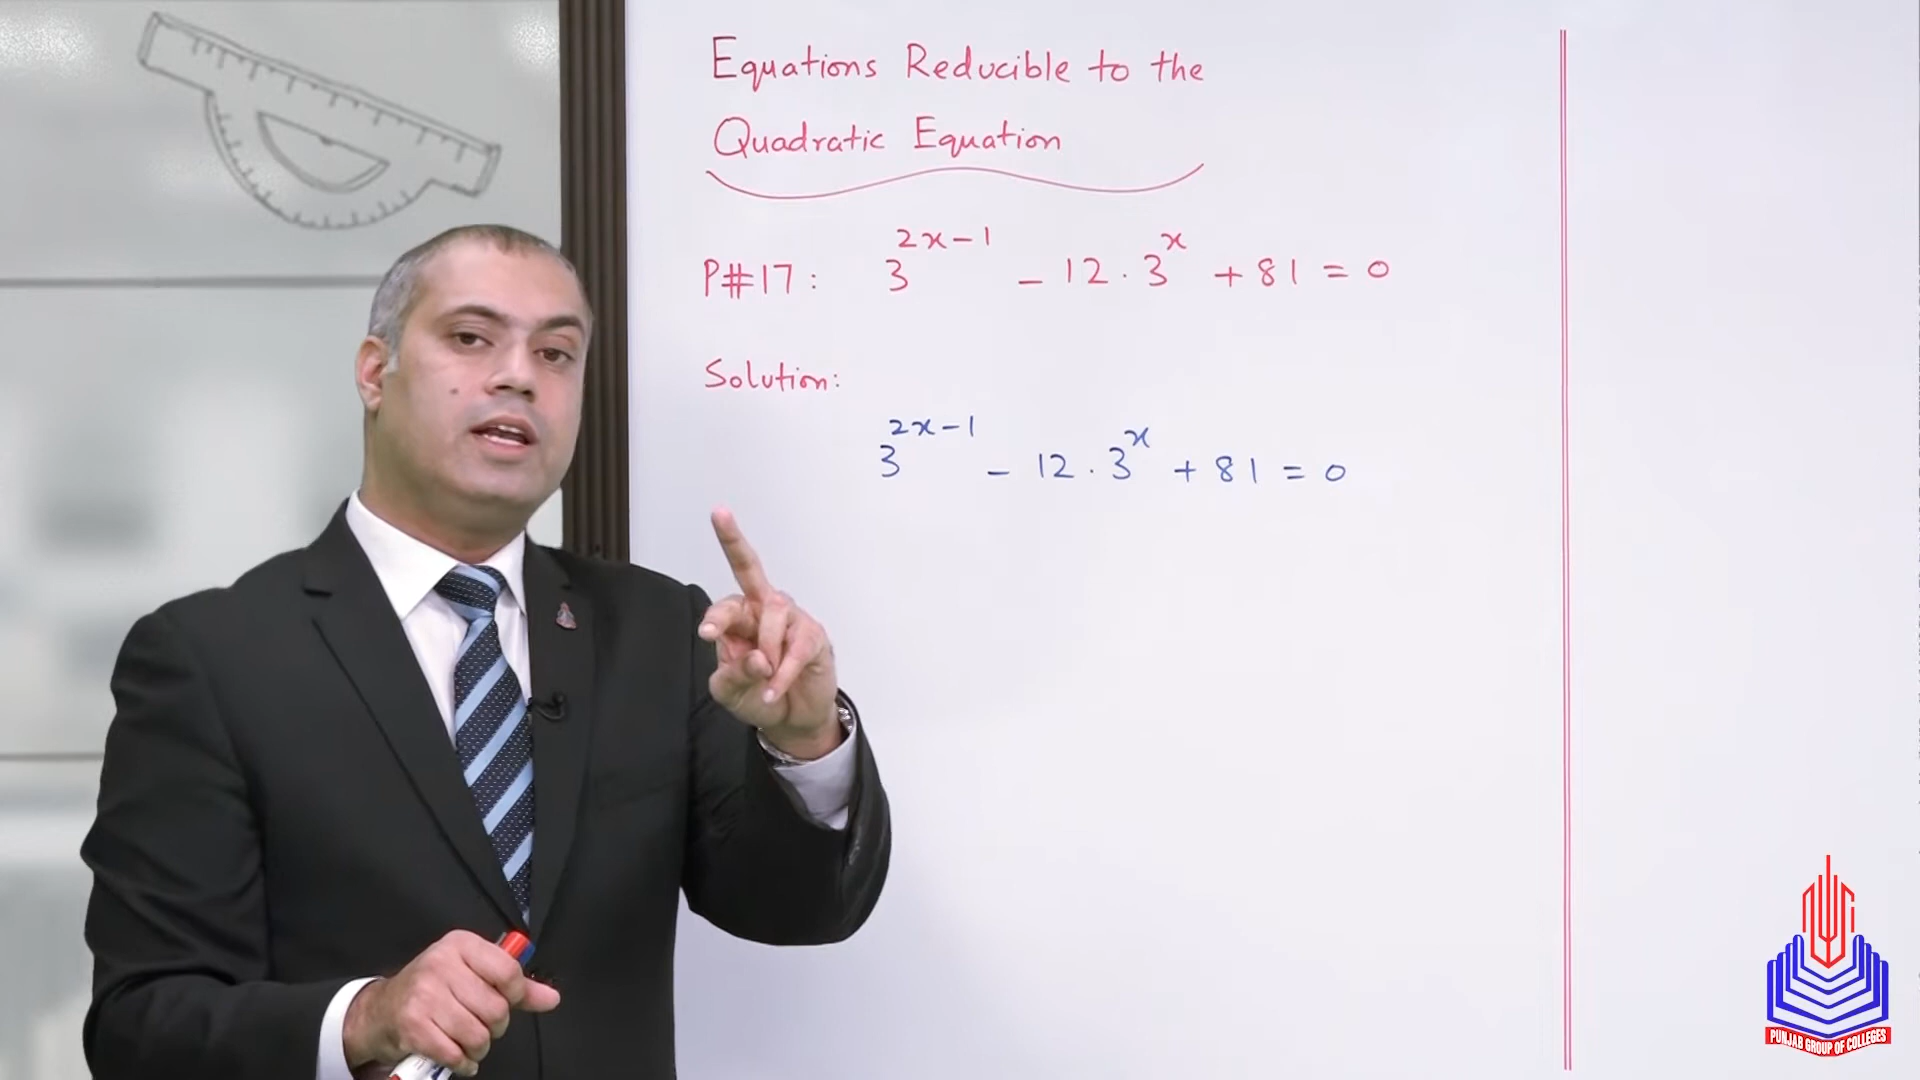 Equations Reducible to the
Quadratic Equation
P#17: 3^{2x-1} - 12 . 3^x + 81 = 0
Solution:
3^{2x-1} - 12 . 3^x + 81 = 0
PUNJAB GROUP OF COLLEGES